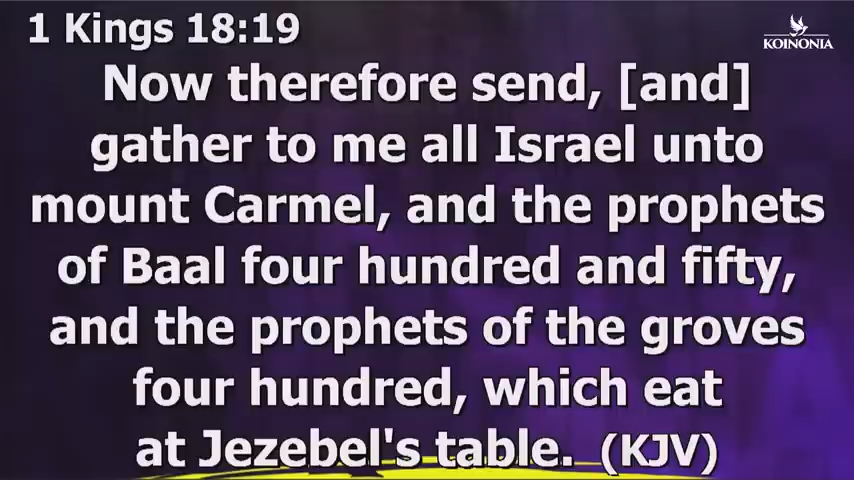 1 Kings 18:19
KOINONIA
Now therefore send, [and]
gather to me all Israel unto
mount Carmel, and the prophets
of Baal four hundred and fifty,
and the prophets of the groves
four hundred, which eat
at Jezebel's table. (KJV)